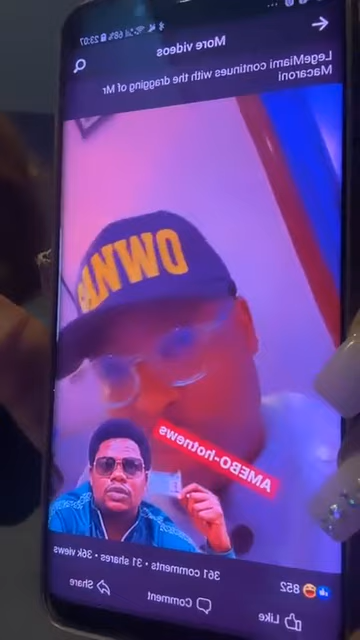 23:07 68%
More videos
LegeMiami continues with the dragging of Mr
Macaroni
OWN
AMEBO-hotnews
852
361 comments • 31 shares • 36k views
Like
Comment
Share